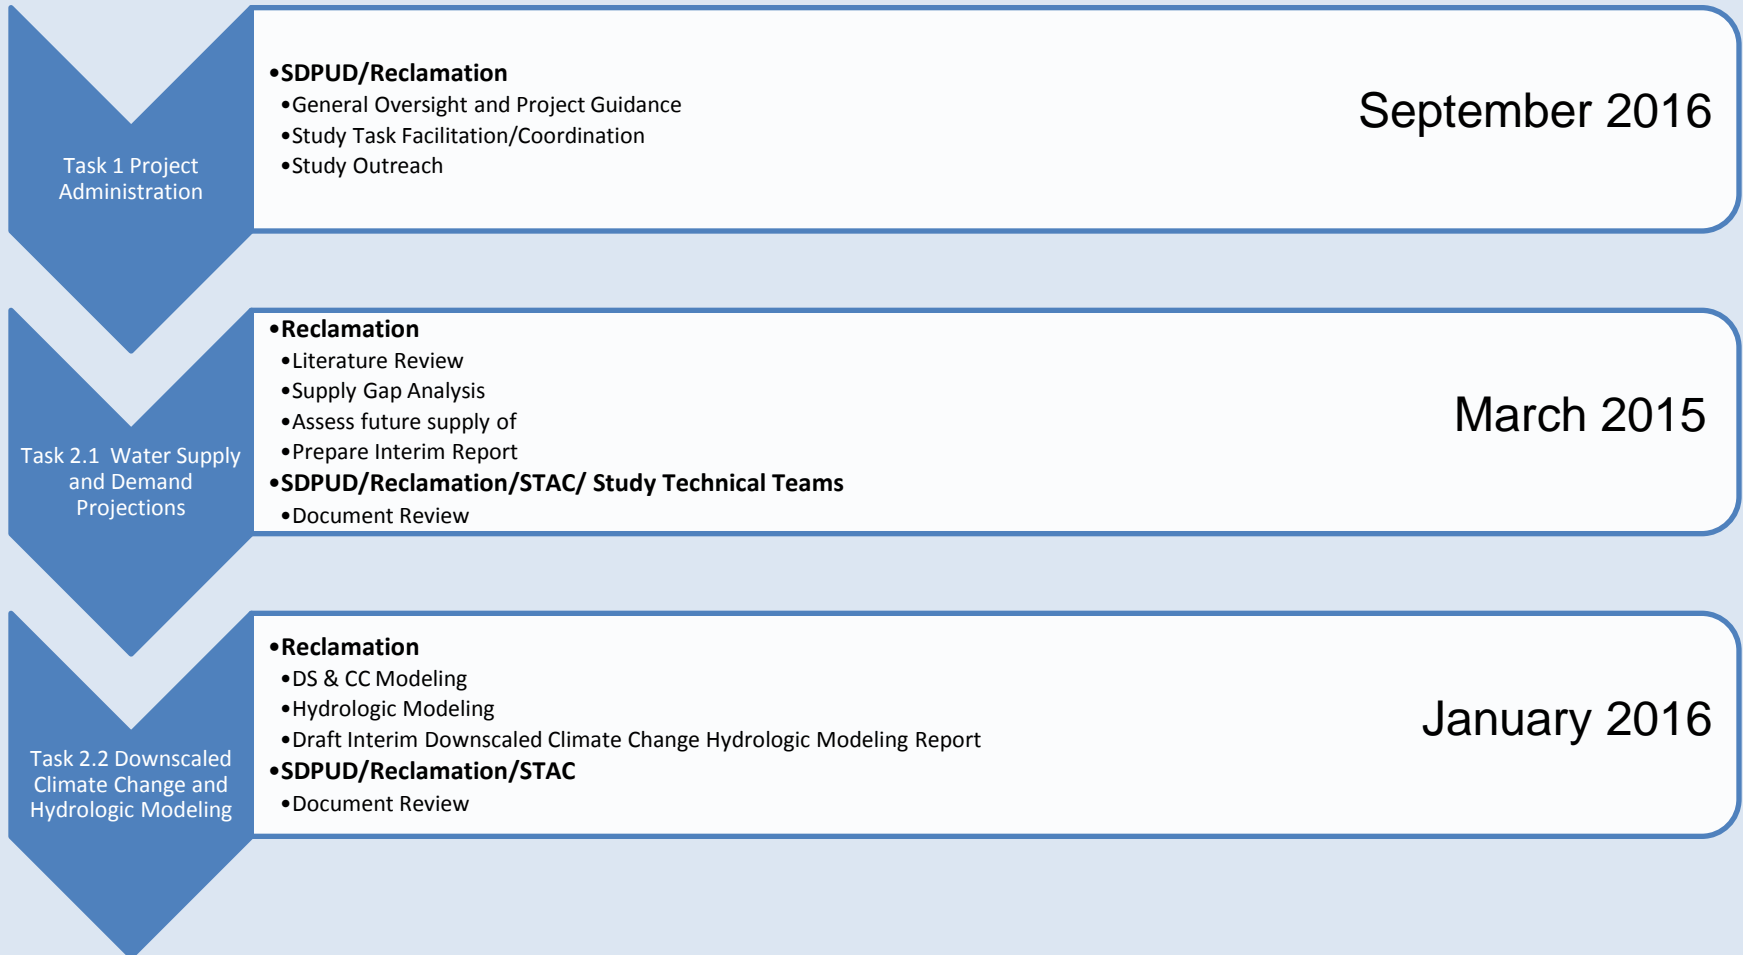 Task 1 Project
Administration
•SDPUD/Reclamation
•General Oversight and Project Guidance
•Study Task Facilitation/Coordination
•Study Outreach
September 2016
Task 2.1  Water Supply
and Demand
Projections
•Reclamation
•Literature Review
•Supply Gap Analysis
•Assess future supply of
•Prepare Interim Report
•SDPUD/Reclamation/STAC/ Study Technical Teams
•Document Review
March 2015
Task 2.2 Downscaled
Climate Change and
Hydrologic Modeling
•Reclamation
•DS & CC Modeling
•Hydrologic Modeling
•Draft Interim Downscaled Climate Change Hydrologic Modeling Report
•SDPUD/Reclamation/STAC
•Document Review
January 2016